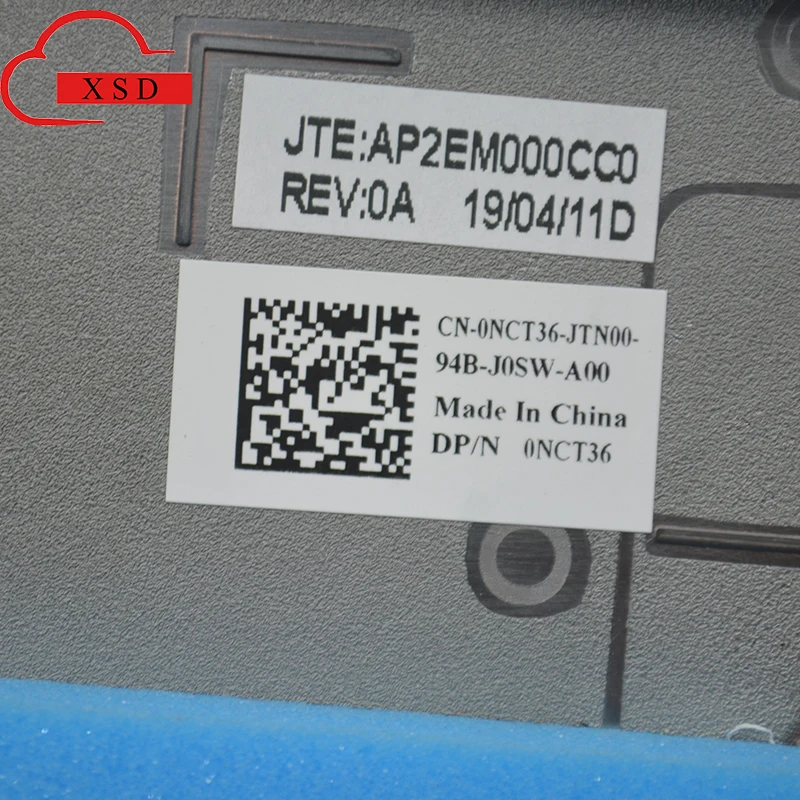 XSD
JTE:AP2EM000CC0
REV:0A 19/04/11D
CN-0NCT36-JTN00-
94B-J0SW-A00
Made In China
DP/N 0NCT36